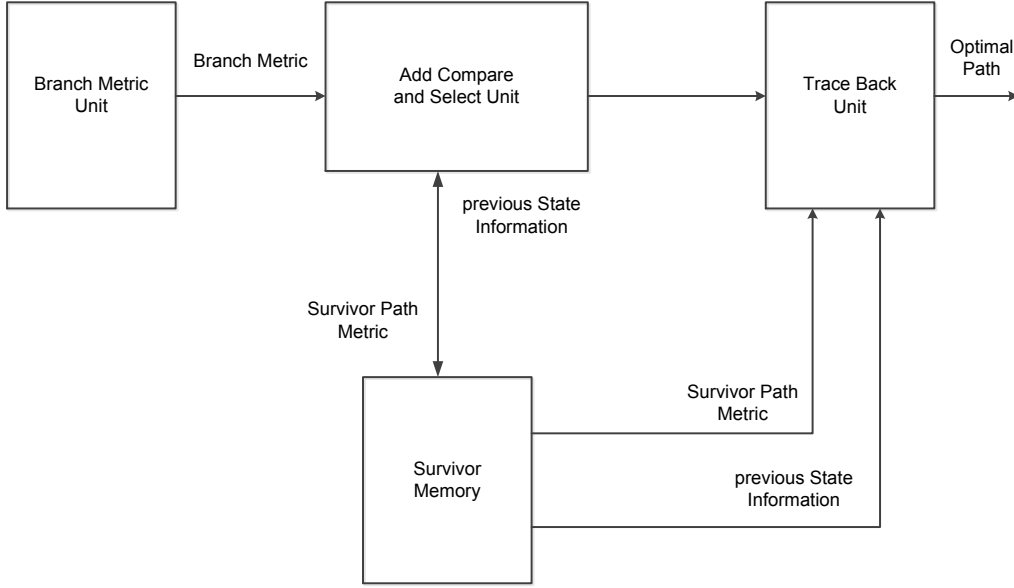 Branch Metric
Unit
Branch Metric
Add Compare
and Select Unit
Trace Back
Unit
Optimal
Path
previous State
Information
Survivor Path
Metric
Survivor
Memory
Survivor Path
Metric
previous State
Information